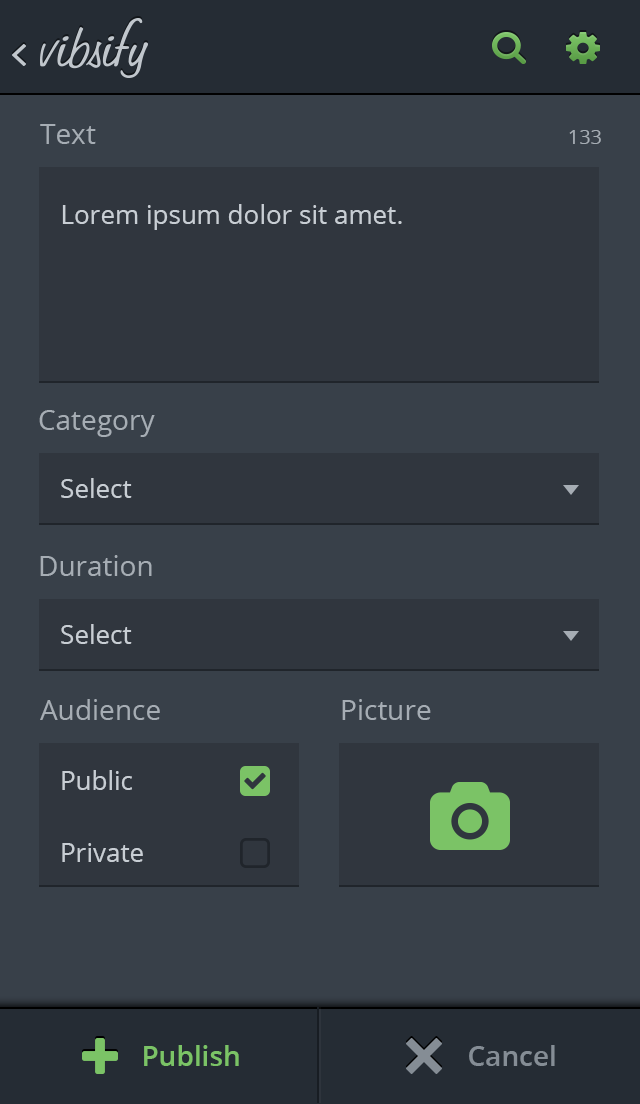 vibsify
Text 133
Lorem ipsum dolor sit amet.
Category
Select
Duration
Select
Audience Picture
Public
Private
Publish Cancel